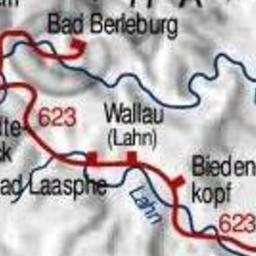 Bad Berleburg
623
Wallau
(Lahn)
Bieden
kopf
ad Laasphe
Lahn
623